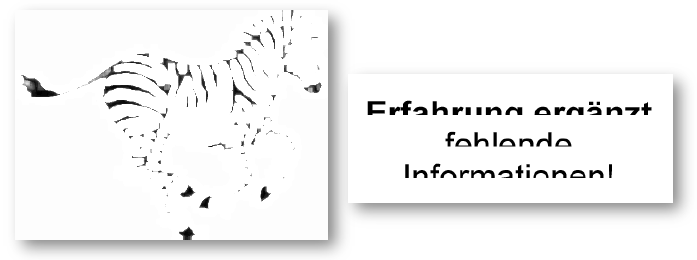 Erfahrung ergänzt
fehlende
Informationen!